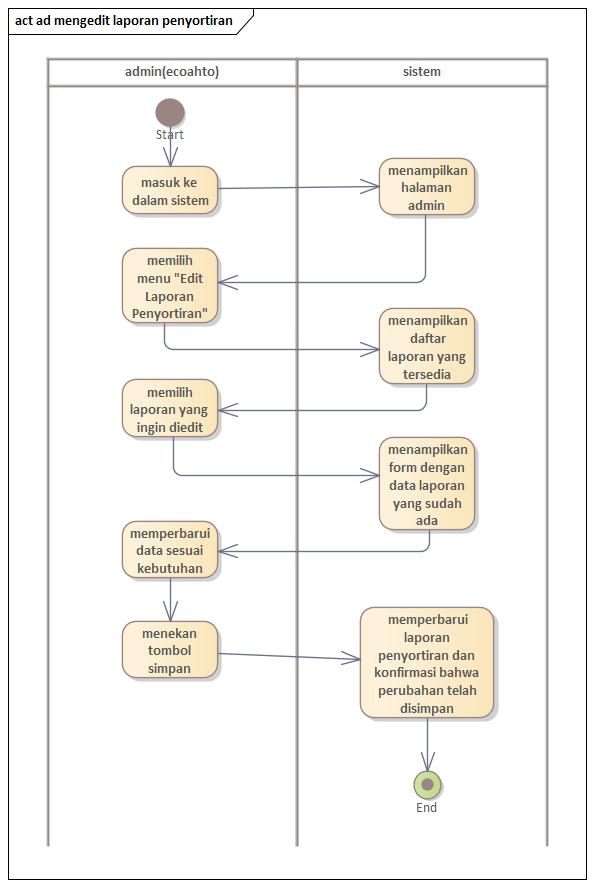 act ad mengedit laporan penyortiran
admin(ecoahto)
sistem
Start
masuk ke
dalam sistem
menampilkan
halaman
admin
memilih
menu "Edit
Laporan
Penyortiran"
menampilkan
daftar
laporan yang
tersedia
memilih
laporan yang
ingin diedit
menampilkan
form dengan
data laporan
yang sudah
ada
memperbarui
data sesuai
kebutuhan
menekan
tombol
simpan
memperbarui
laporan
penyortiran dan
konfirmasi bahwa
perubahan telah
disimpan
End